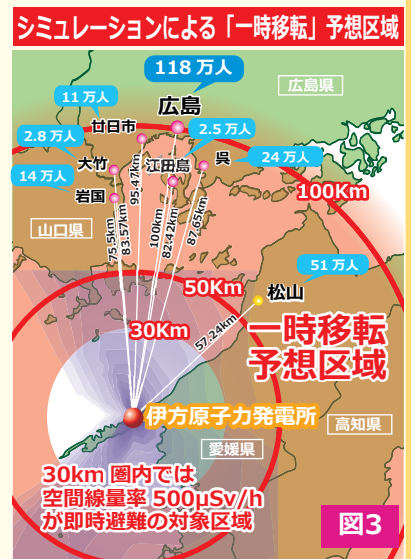 シミュレーションによる「一時移転」予想区域
118万人
広島県
11万人
広島
廿日市
2.5万人
2.8万人
大竹
江田島
呉
24万人
14万人
岩国
100Km
山口県
75.5km
83.57km
95.47km
100km
82.42km
87.65km
51万人
50Km
松山
30Km
57.24km
一時移転
予想区域
伊方原子力発電所
高知県
愛媛県
30km 圏内では
空間線量率 500μSv/h
が即時避難の対象区域
図3